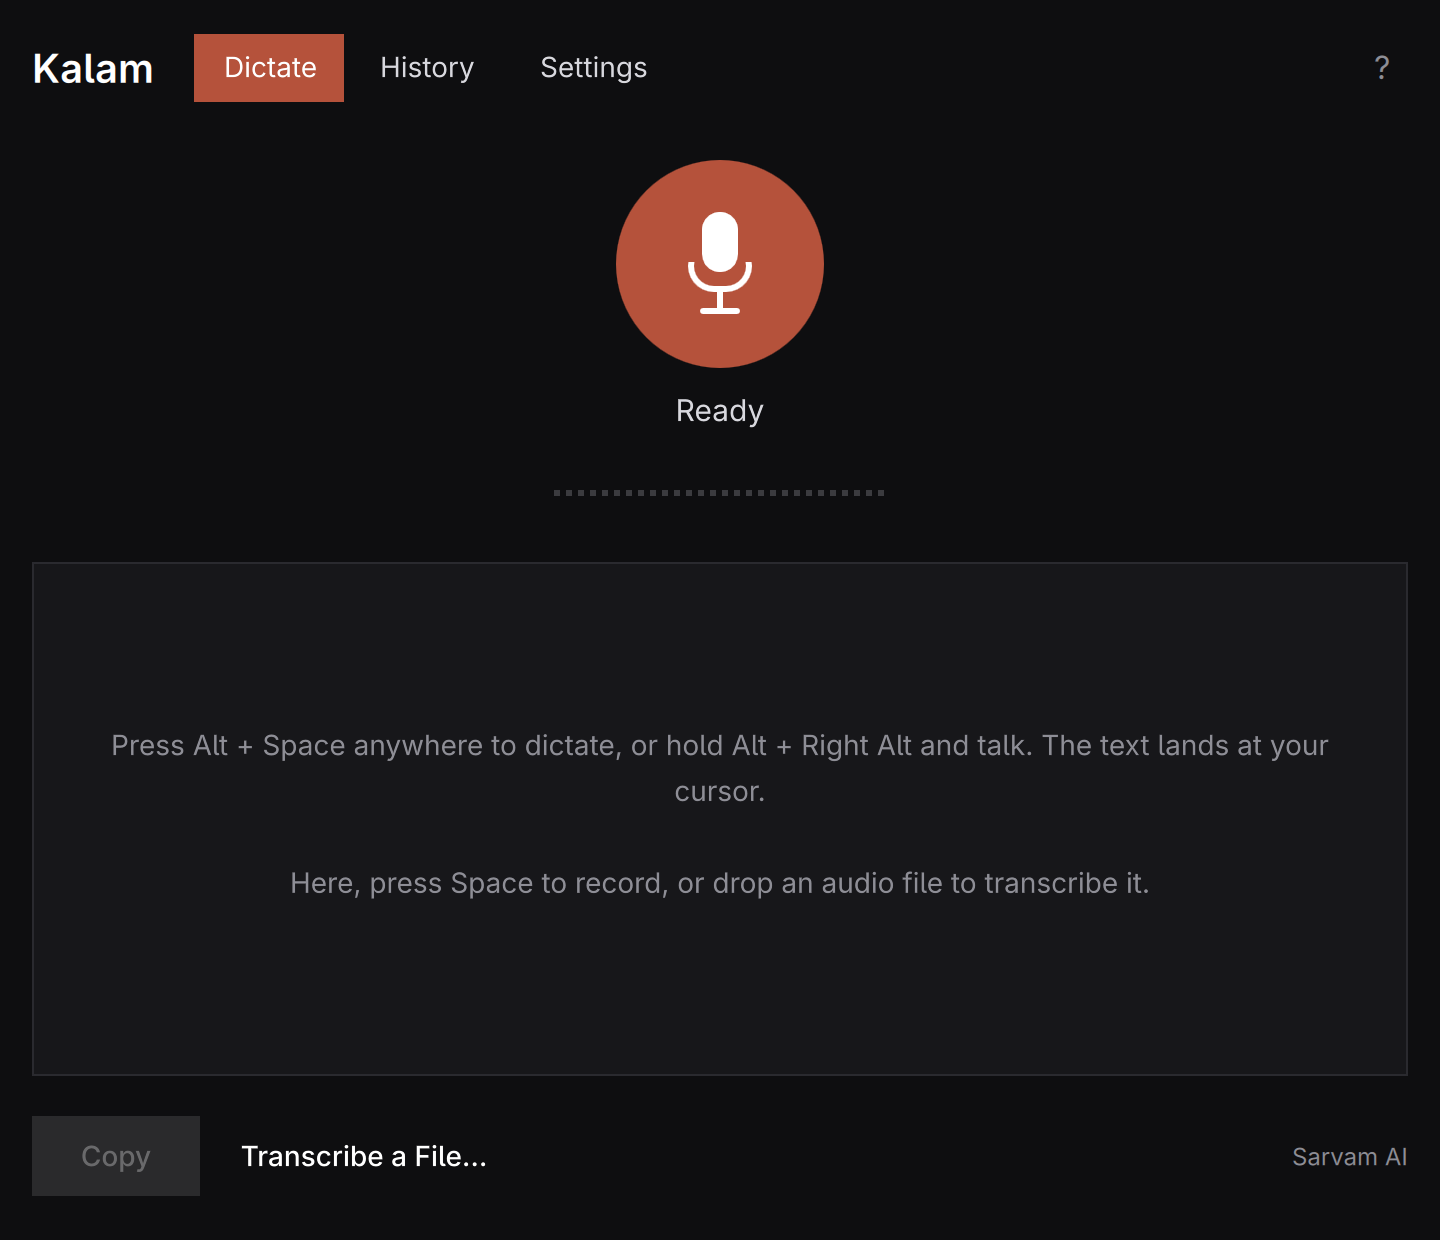 Kalam
Dictate
History
Settings
?
Ready
Press Alt + Space anywhere to dictate, or hold Alt + Right Alt and talk. The text lands at your
cursor.
Here, press Space to record, or drop an audio file to transcribe it.
Copy
Transcribe a File...
Sarvam AI